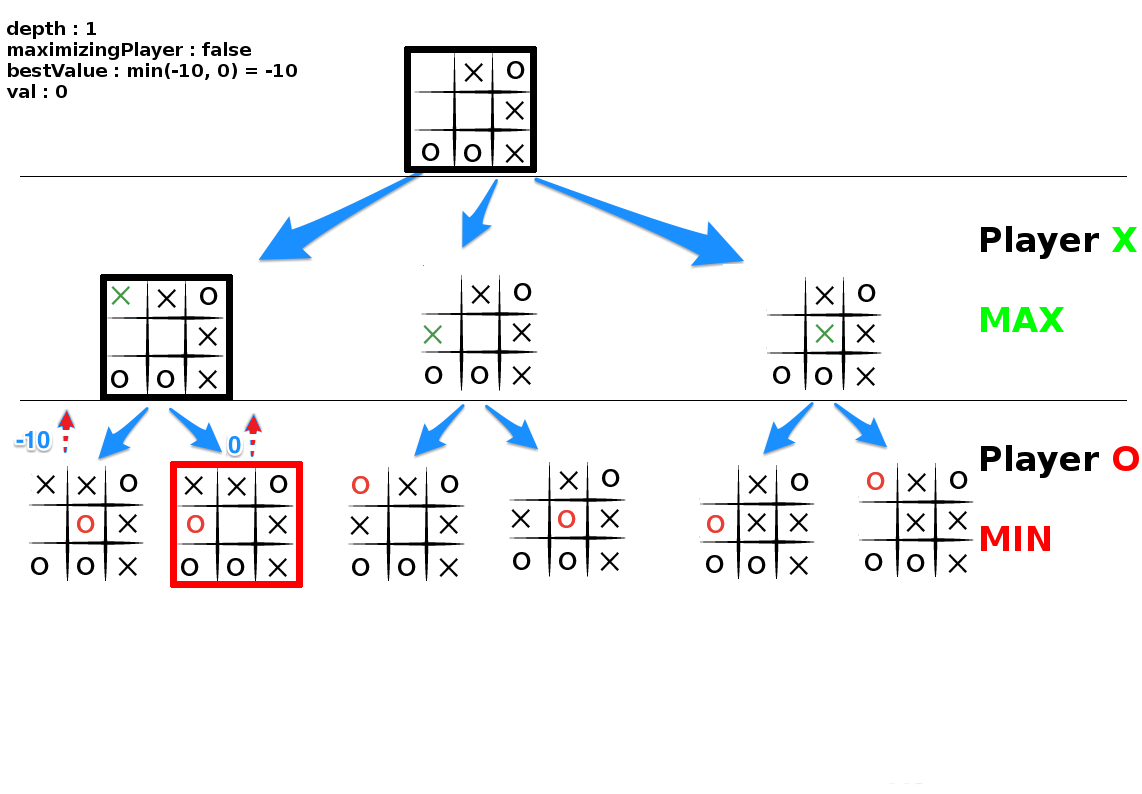 depth : 1
maximizingPlayer : false
bestValue : min(-10, 0) = -10
val : 0
X O
X
O O X
Player X
MAX
X X O
X
O O X
X O
X X
O O X
X O
X X
O O X
-10
0
Player O
MIN
X X O
O X
O O X
X X O
O X
O O X
O X O
X X
O O X
X O
X O X
O O X
X O
O X X
O O X
O X O
X X
O O X